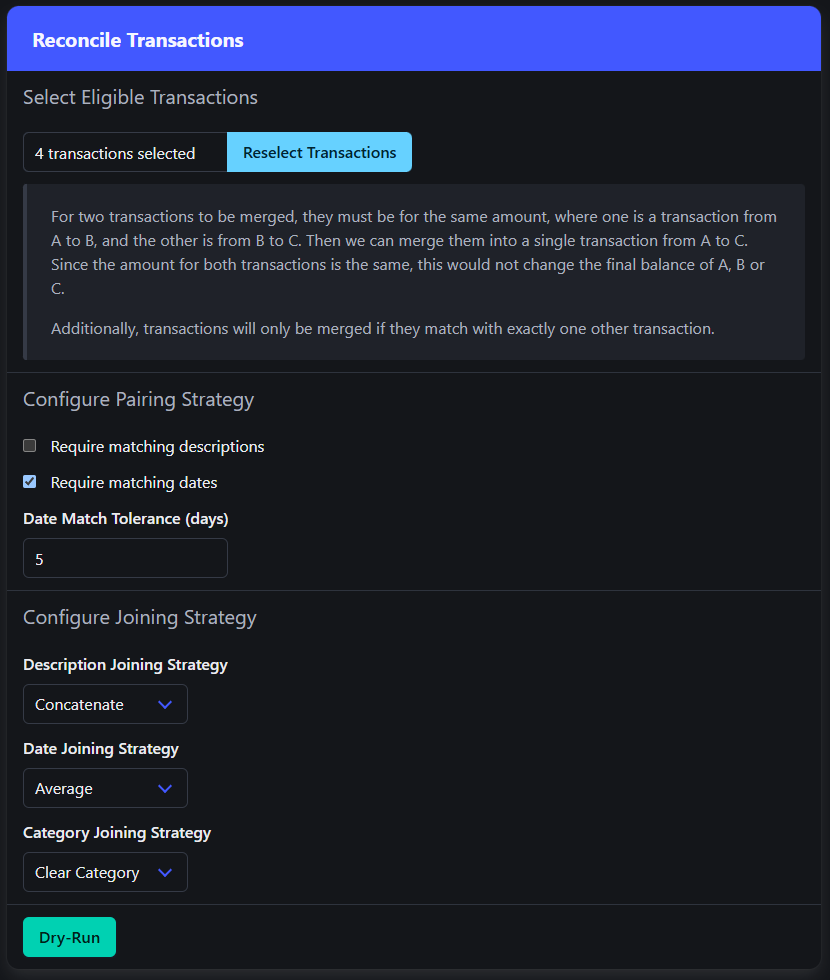 Reconcile Transactions
Select Eligible Transactions
4 transactions selected
Reselect Transactions
For two transactions to be merged, they must be for the same amount, where one is a transaction from
A to B, and the other is from B to C. Then we can merge them into a single transaction from A to C.
Since the amount for both transactions is the same, this would not change the final balance of A, B or
C.
Additionally, transactions will only be merged if they match with exactly one other transaction.
Configure Pairing Strategy
Require matching descriptions
Require matching dates
Date Match Tolerance (days)
5
Configure Joining Strategy
Description Joining Strategy
Concatenate
Date Joining Strategy
Average
Category Joining Strategy
Clear Category
Dry-Run